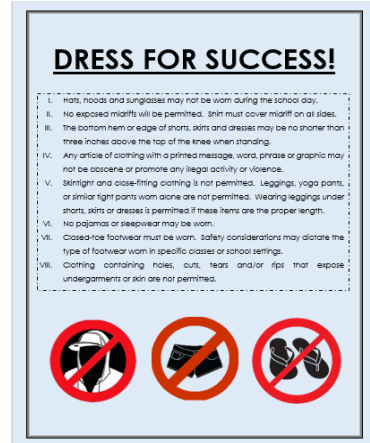 DRESS FOR SUCCESS!
I. Hats, hoods and sunglasses may not be worn during the school day.
II. No exposed midriffs will be permitted. Shirt must cover midriff on all sides.
III. The bottom hem or edge of shorts, skirts and dresses may be no shorter than
three inches above the top of the knee when standing.
IV. Any article of clothing with a printed message, word, phrase or graphic may
not be obscene or promote any illegal activity or violence.
V. Skintight and close-fitting clothing is not permitted. Leggings, yoga pants,
or similar tight pants worn alone are not permitted. Wearing leggings under
shorts, skirts or dresses is permitted if these items are the proper length.
VI. No pajamas or sleepwear may be worn.
VII. Closed-toe footwear must be worn. Safety considerations may dictate the
type of footwear worn in specific classes or school settings.
VIII. Clothing containing holes, cuts, tears and/or rips that expose
undergarments or skin are not permitted.